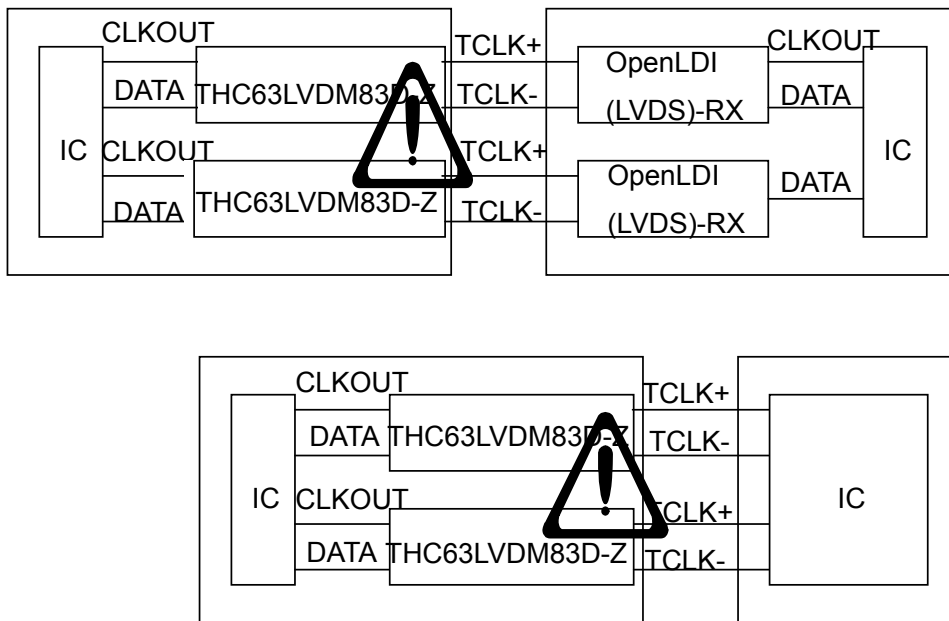 CLKOUT
TCLK+
CLKOUT
OpenLDI
DATA
THC63LVDM83D-Z
TCLK-
(LVDS)-RX
DATA
IC
CLKOUT
TCLK+
IC
OpenLDI
DATA
DATA
THC63LVDM83D-Z
TCLK-
(LVDS)-RX
CLKOUT
TCLK+
DATA
THC63LVDM83D-Z
TCLK-
IC
CLKOUT
TCLK+
IC
DATA
THC63LVDM83D-Z
TCLK-